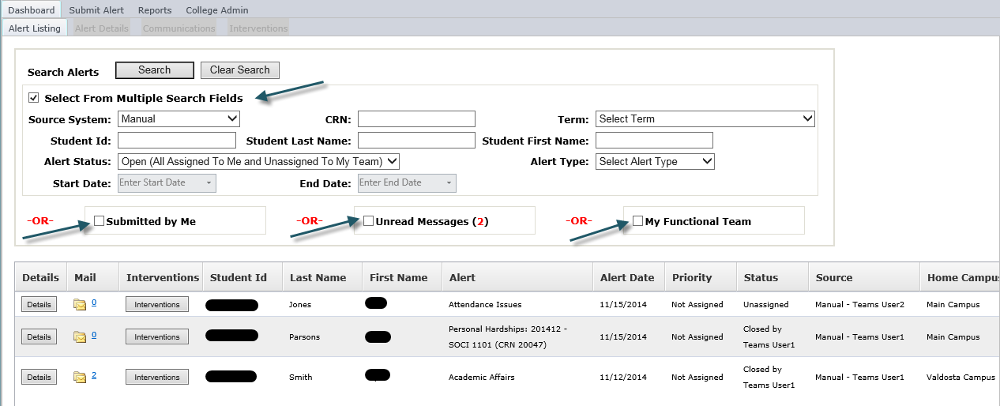 Dashboard Submit Alert Reports College Admin
Alert Listing Alert Details Communications Interventions
Search Alerts Search Clear Search
Select From Multiple Search Fields
Source System: Manual CRN: Term: Select Term
Student Id: Student Last Name: Student First Name:
Alert Status: Open (All Assigned To Me and Unassigned To My Team) Alert Type: Select Alert Type
Start Date: Enter Start Date End Date: Enter End Date
-OR- Submitted by Me -OR- Unread Messages (2) -OR- My Functional Team
Details Mail Interventions Student Id Last Name First Name Alert Alert Date Priority Status Source Home Campus
Details 0 Interventions Jones Attendance Issues 11/15/2014 Not Assigned Unassigned Manual - Teams User2 Main Campus
Personal Hardships: 201412 - Closed by
Details 0 Interventions Parsons 11/15/2014 Not Assigned Manual - Teams User1 Main Campus
SOCI 1101 (CRN 20047) Teams User1
Closed by
Details 2 Interventions Smith Academic Affairs 11/12/2014 Not Assigned Manual - Teams User1 Valdosta Campus
Teams User1